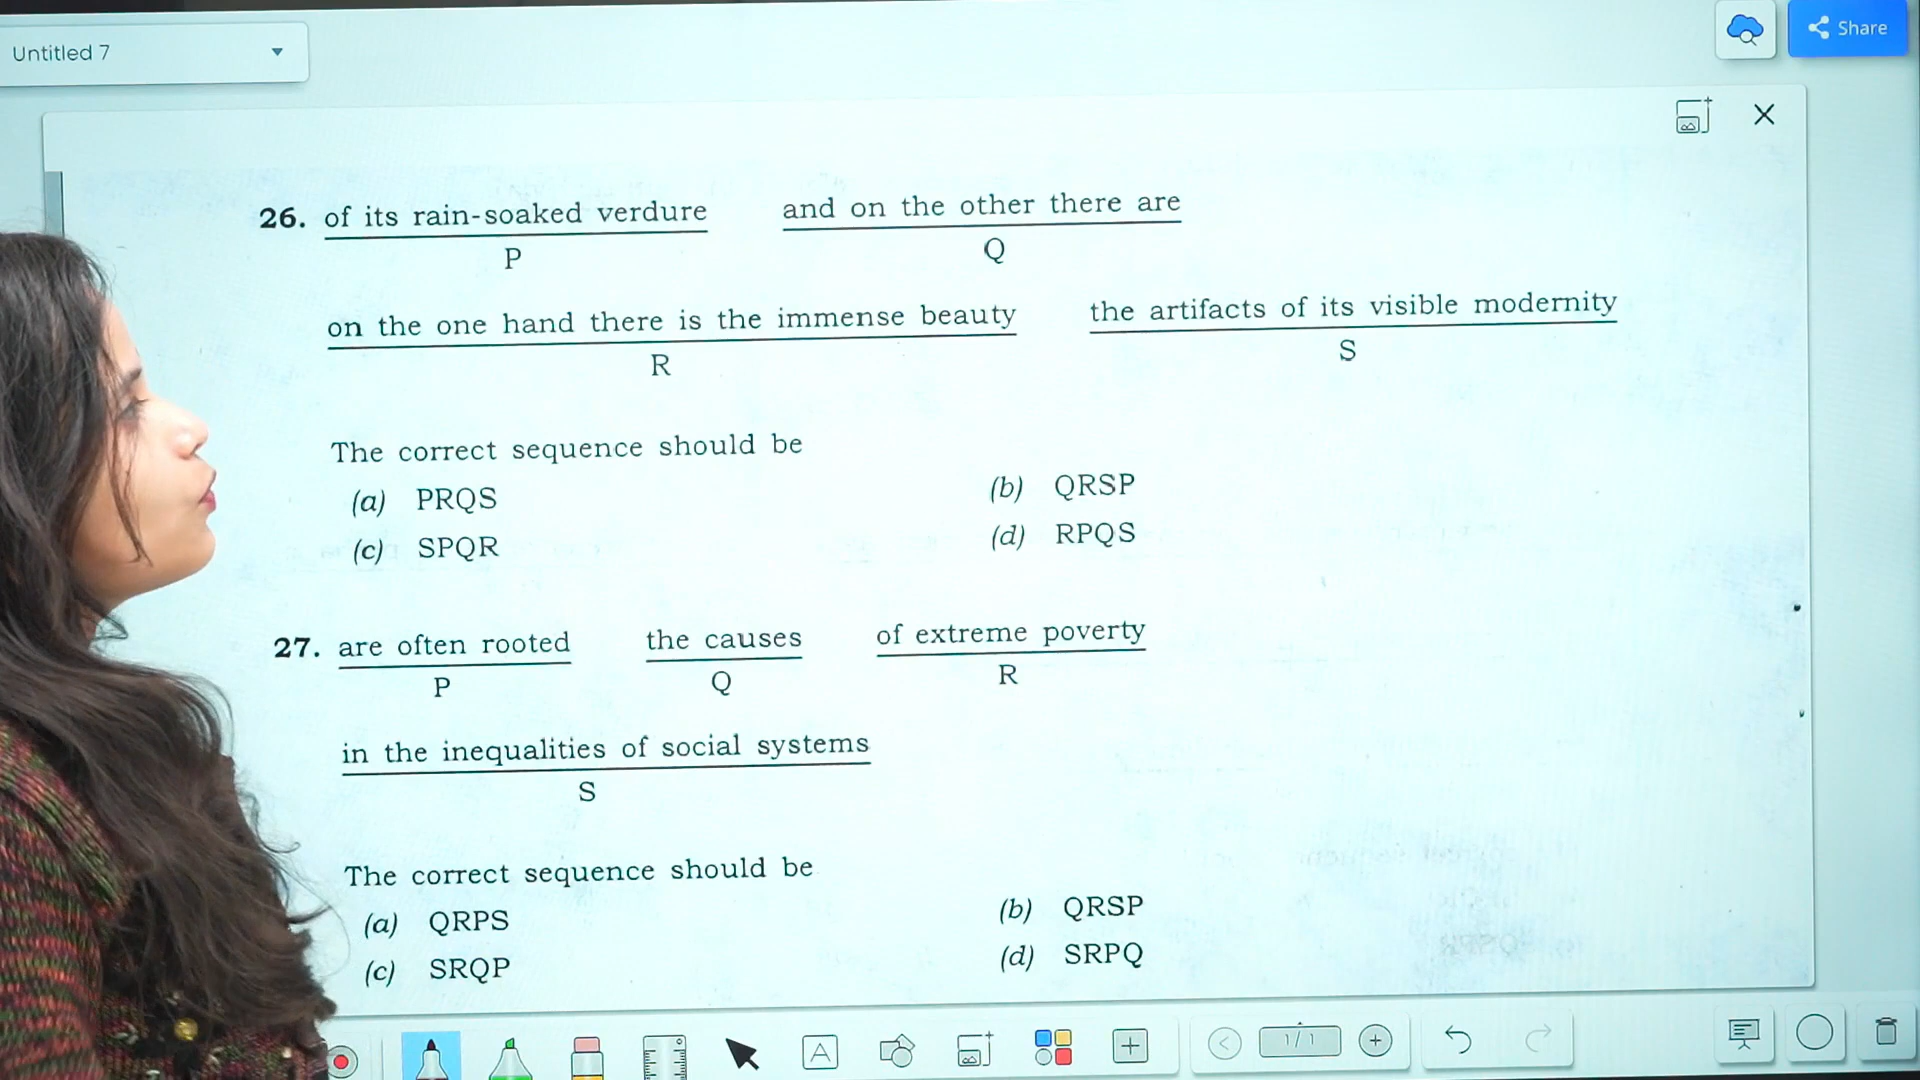 Untitled 7
Share
26. of its rain-soaked verdure and on the other there are
P Q
on the one hand there is the immense beauty the artifacts of its visible modernity
R S
The correct sequence should be
(a) PRQS (b) QRSP
(c) SPQR (d) RPQS
27. are often rooted the causes of extreme poverty
P Q R
in the inequalities of social systems
S
The correct sequence should be
(a) QRPS (b) QRSP
(c) SRQP (d) SRPQ
A 1/1